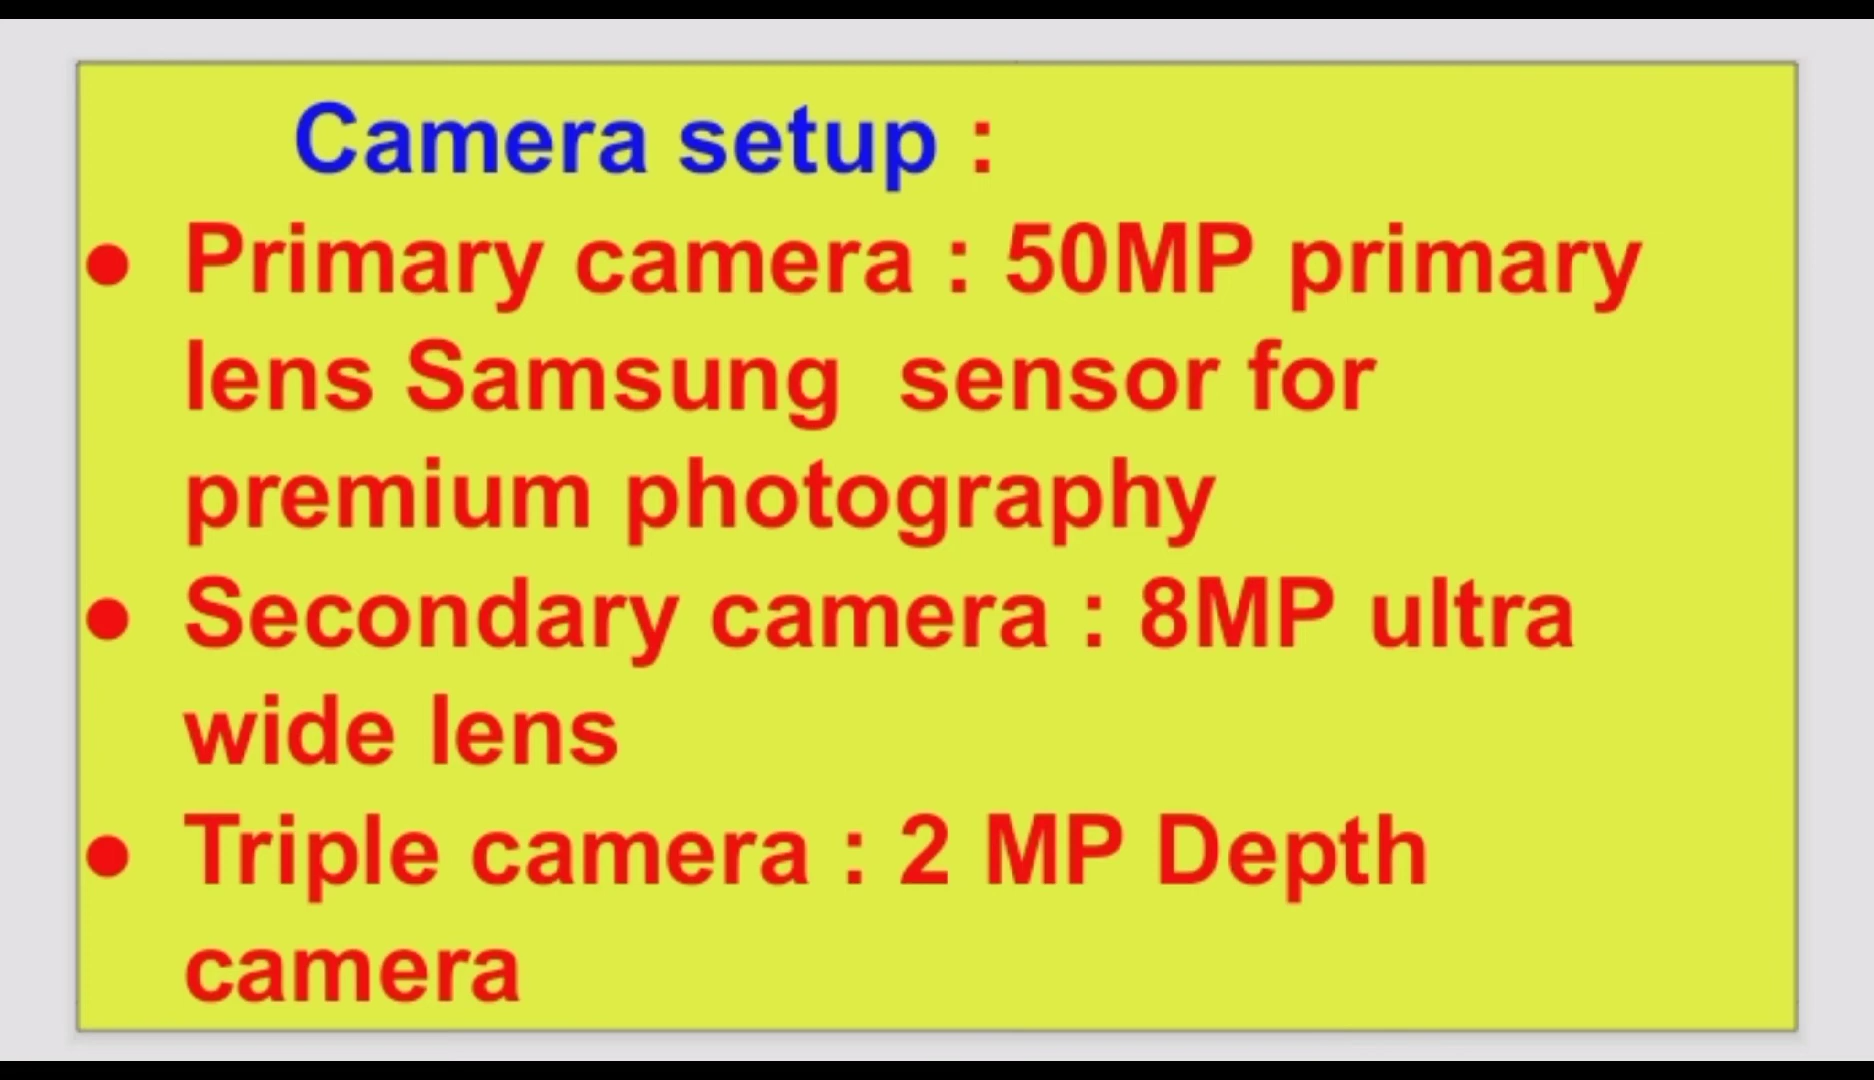 Camera setup :
● Primary camera : 50MP primary
lens Samsung  sensor for
premium photography
● Secondary camera : 8MP ultra
wide lens
● Triple camera : 2 MP Depth
camera